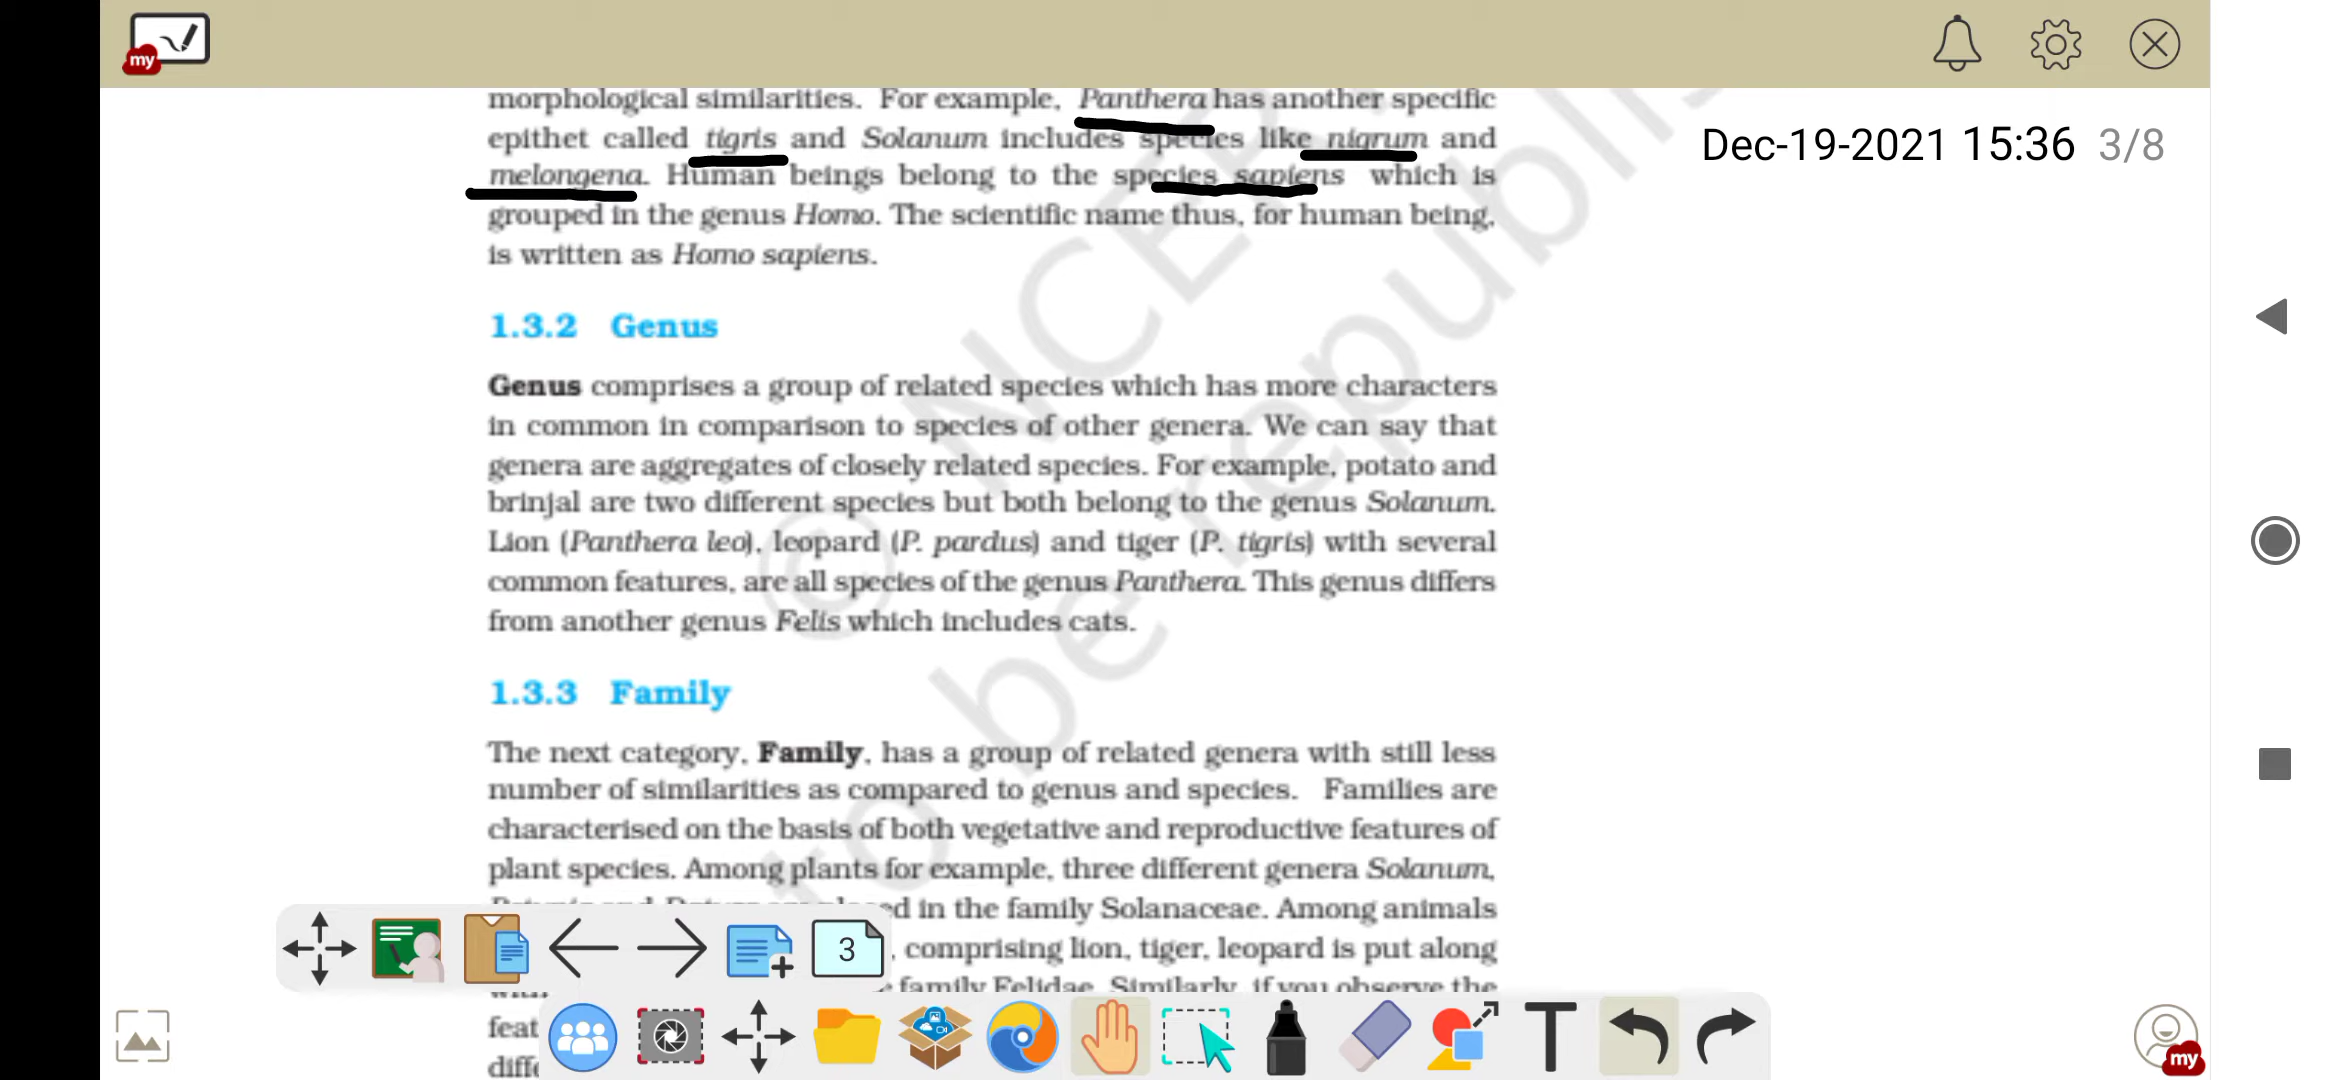 my
morphological similarities. For example, Panthera has another specific
epithet called tigris and Solanum includes species like nigrum and
melongena. Human beings belong to the species sapiens which is
grouped in the genus Homo. The scientific name thus, for human being,
is written as Homo sapiens.
Dec-19-2021 15:36 3/8
1.3.2 Genus
Genus comprises a group of related species which has more characters
in common in comparison to species of other genera. We can say that
genera are aggregates of closely related species. For example, potato and
brinjal are two different species but both belong to the genus Solanum.
Lion (Panthera leo), leopard (P. pardus) and tiger (P. tigris) with several
common features, are all species of the genus Panthera. This genus differs
from another genus Felis which includes cats.
1.3.3 Family
The next category, Family, has a group of related genera with still less
number of similarities as compared to genus and species. Families are
characterised on the basis of both vegetative and reproductive features of
plant species. Among plants for example, three different genera Solanum,
ed in the family Solanaceae. Among animals
, comprising lion, tiger, leopard is put along
family Felidae. Similarly, if you observe the
feat
diffe
3
T
my
© NCER
to be republis